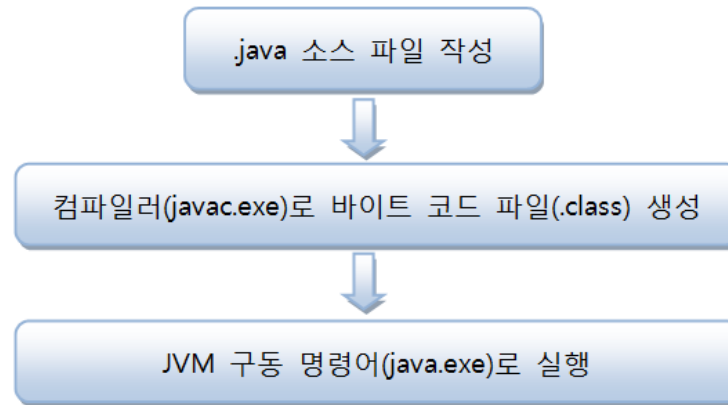 .java 소스 파일 작성
컴파일러(javac.exe)로 바이트 코드 파일(.class) 생성
JVM 구동 명령어(java.exe)로 실행